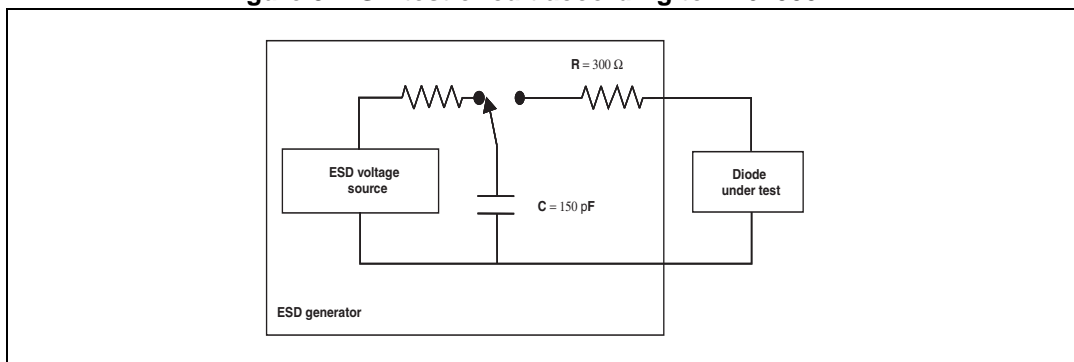 R = 300 Ω
ESD voltage
source
Diode
under test
C = 150 pF
ESD generator